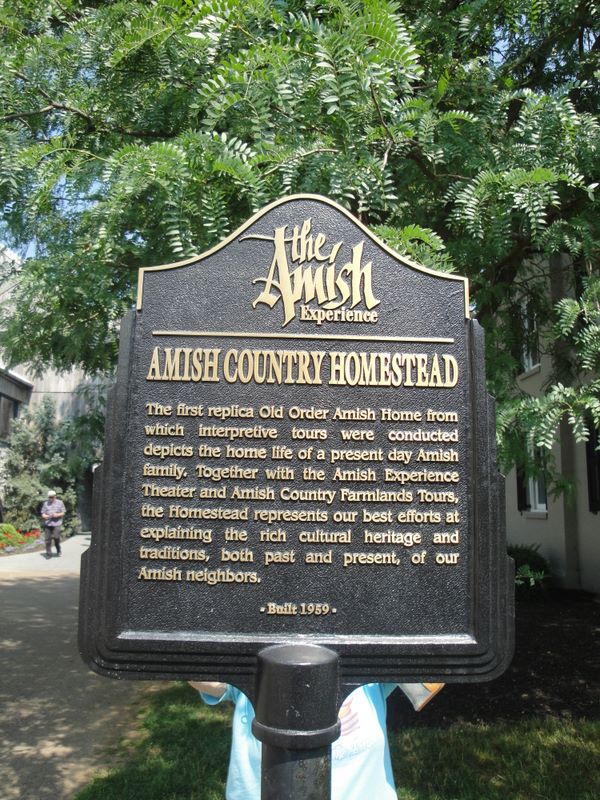 the
Amish
Experience
AMISH COUNTRY HOMESTEAD
The first replica Old Order Amish Home from
which interpretive tours were conducted
depicts the home life of a present day Amish
family. Together with the Amish Experience
Theater and Amish Country Farmlands Tours,
the Homestead represents our best efforts at
explaining the rich cultural heritage and
traditions, both past and present, of our
Amish neighbors.
- Built 1959 -